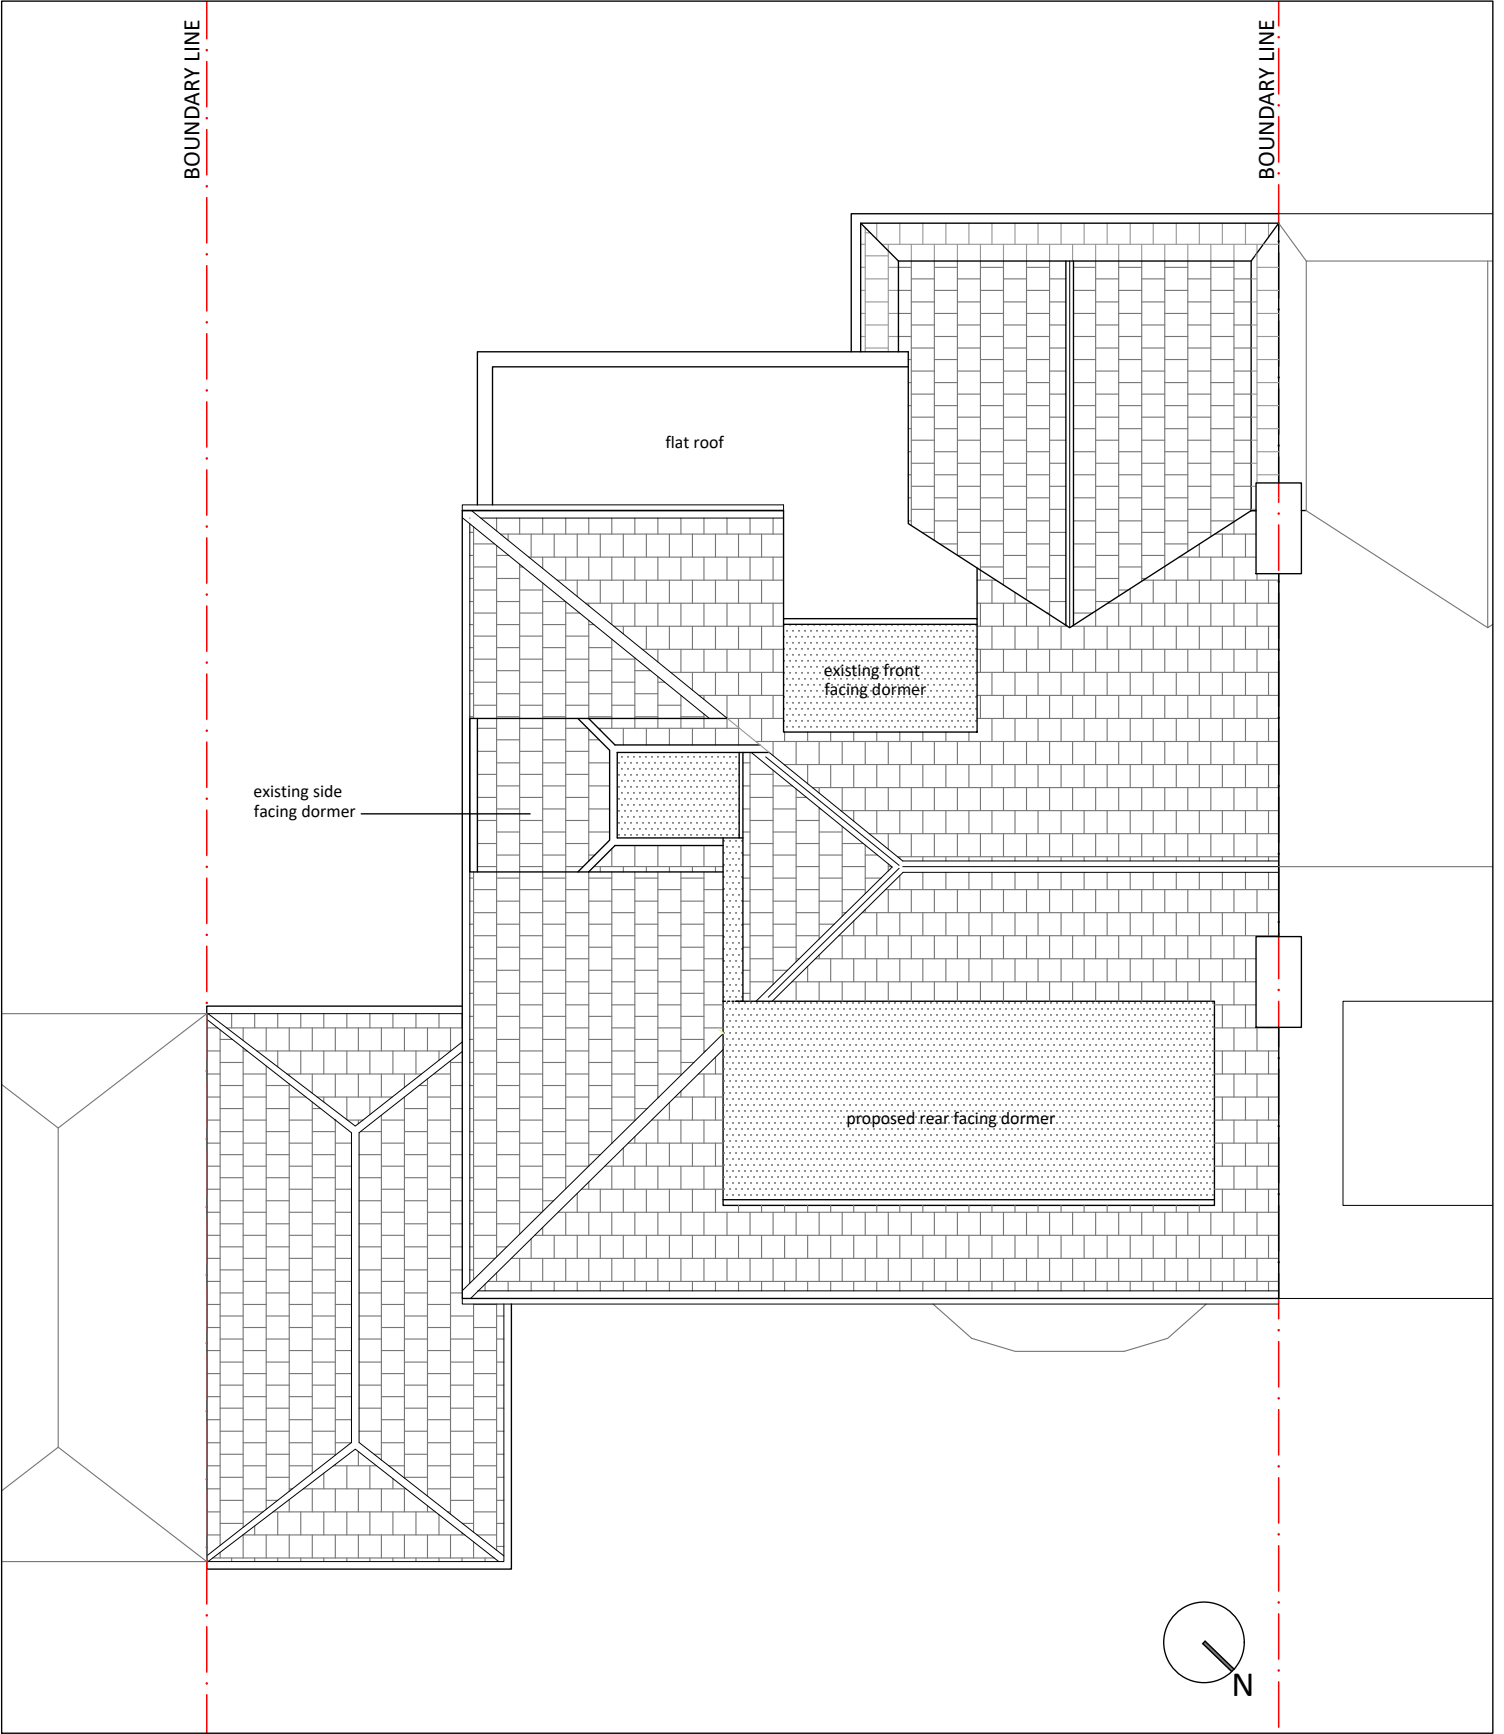 BOUNDARY LINE
BOUNDARY LINE
flat roof
existing front
facing dormer
existing side
facing dormer
proposed rear facing dormer
N